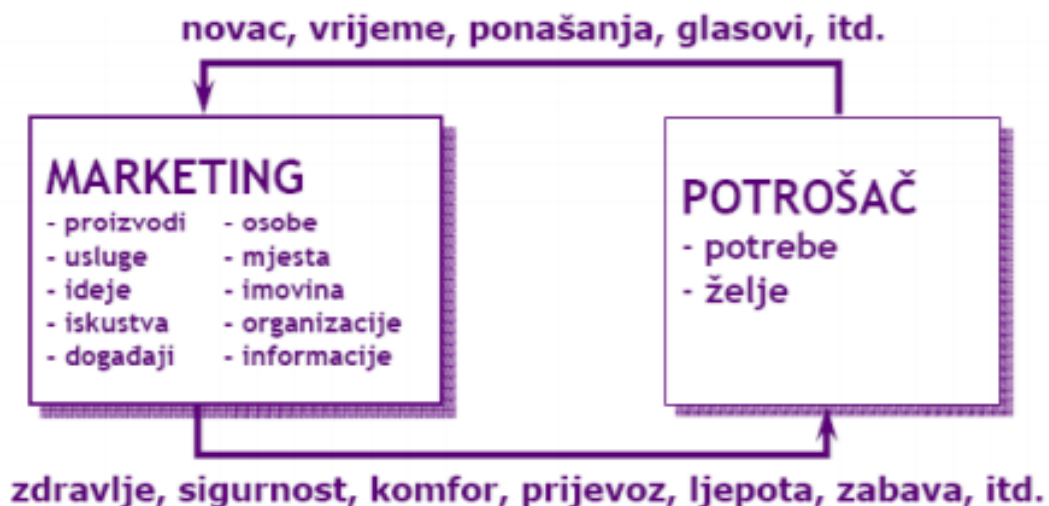 novac, vrijeme, ponašanja, glasovi, itd.
MARKETING
- proizvodi
- usluge
- ideje
- iskustva
- događaji
- osobe
- mjesta
- imovina
- organizacije
- informacije
POTROŠAČ
- potrebe
- želje
zdravlje, sigurnost, komfor, prijevoz, ljepota, zabava, itd.